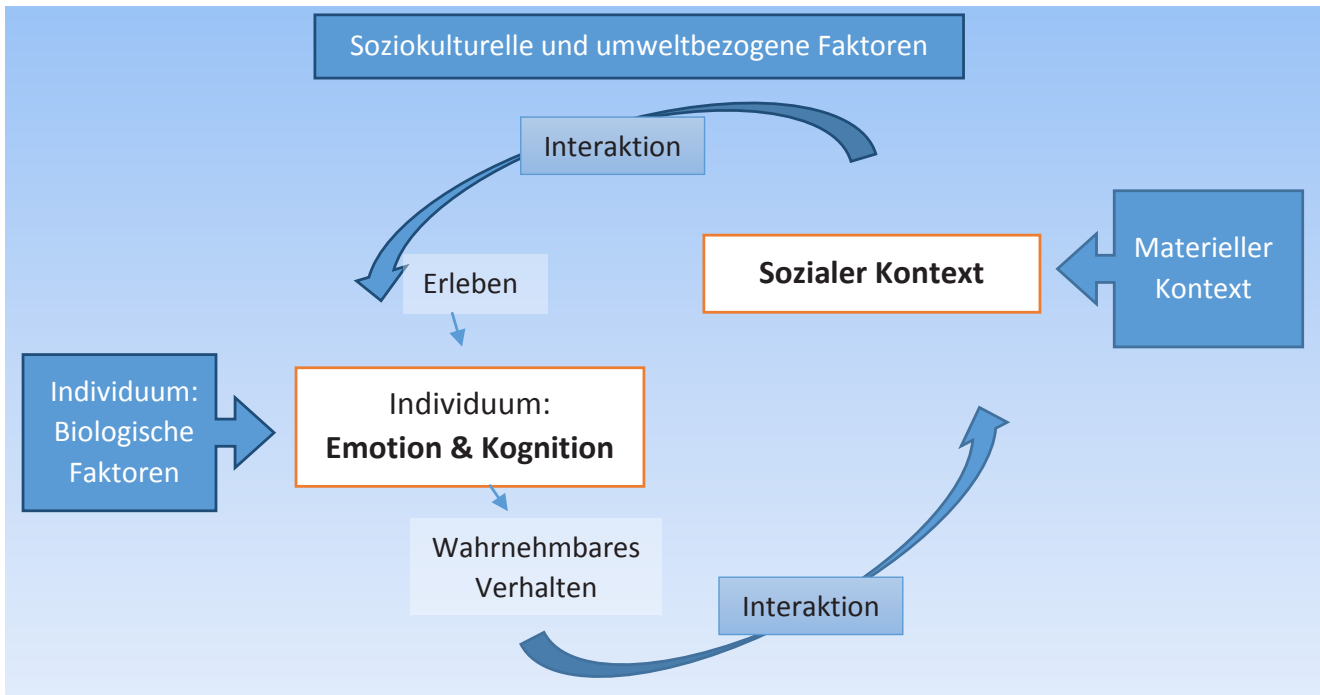 Soziokulturelle und umweltbezogene Faktoren
Interaktion
Erleben
Sozialer Kontext
Materieller
Kontext
Individuum:
Biologische
Faktoren
Individuum:
Emotion & Kognition
Wahrnehmbares
Verhalten
Interaktion